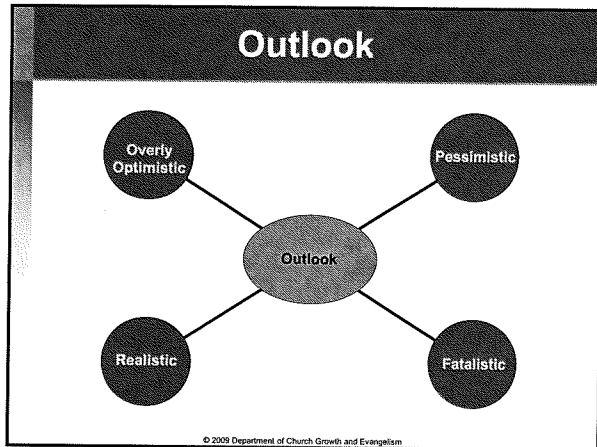 Outlook
Overly
Optimistic
Pessimistic
Outlook
Realistic
Fatalistic
© 2009 Department of Church Growth and Evangelism